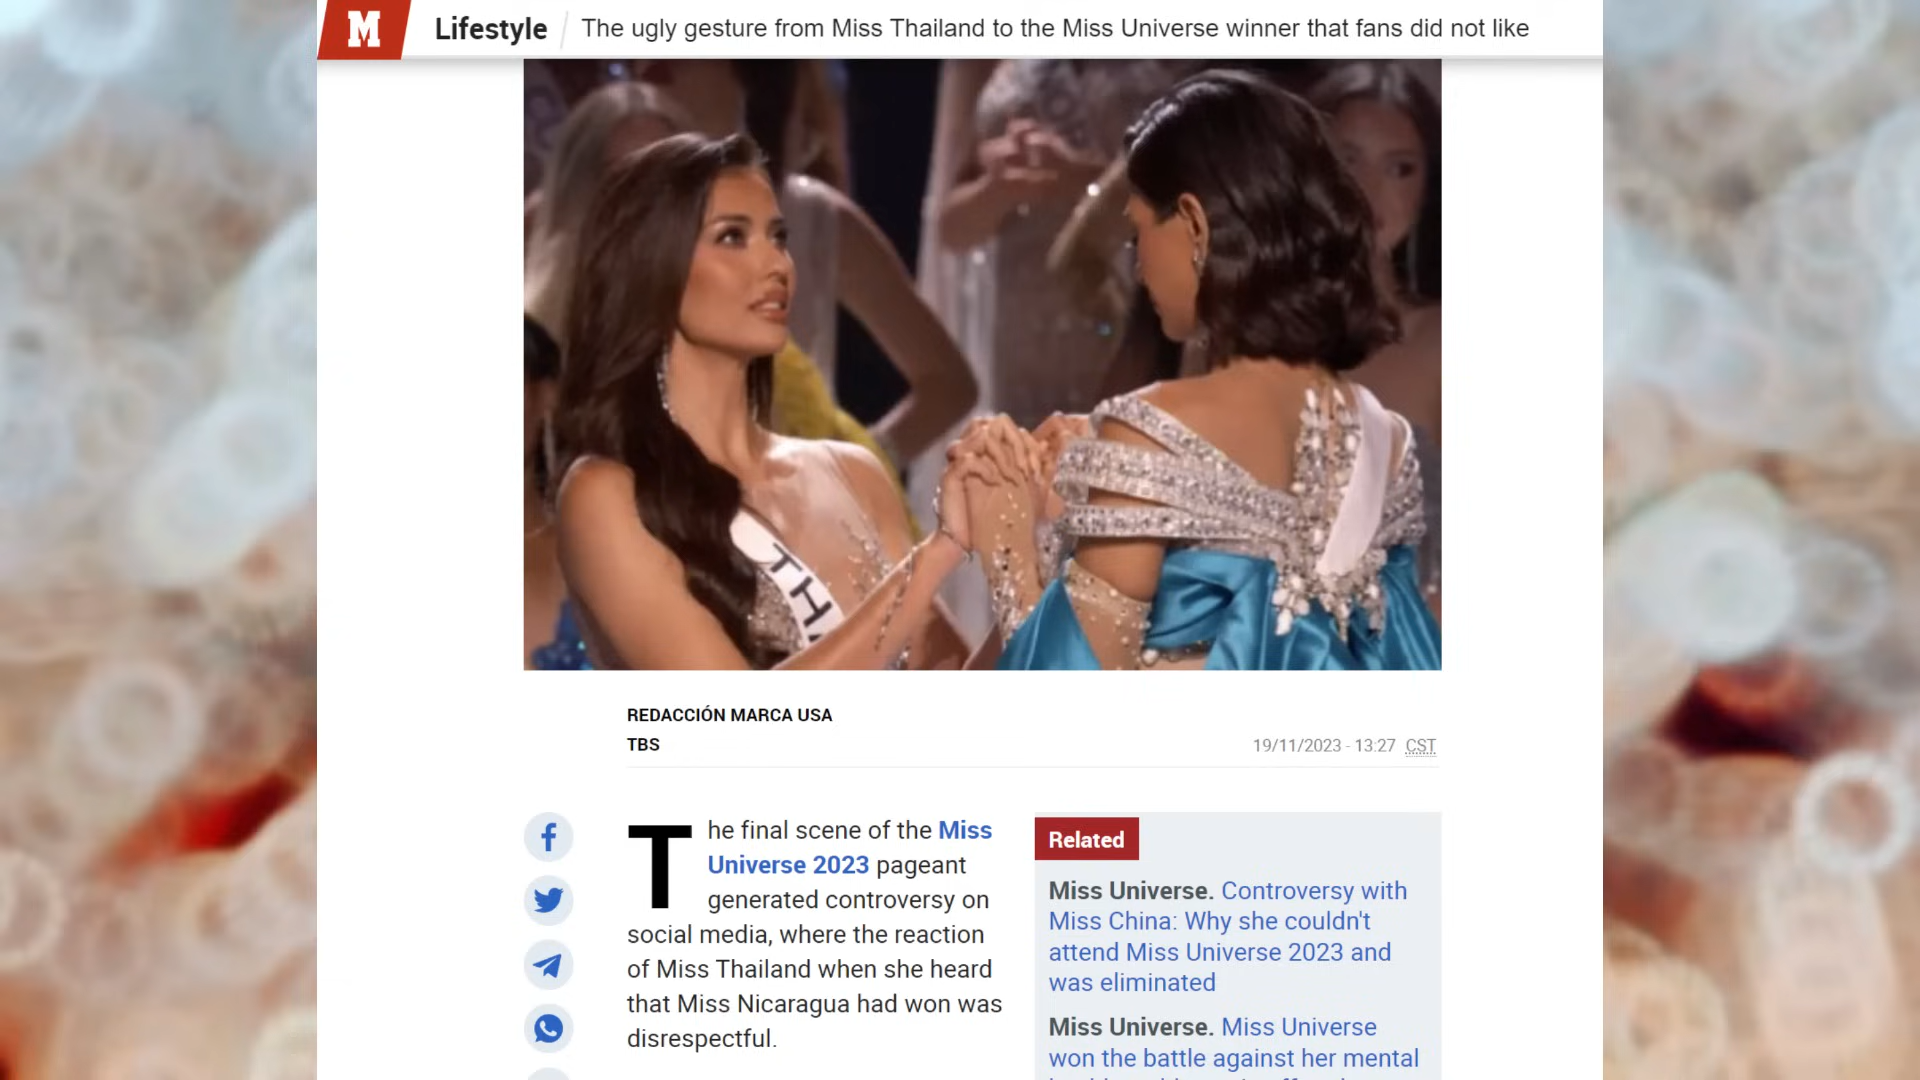 M
Lifestyle
The ugly gesture from Miss Thailand to the Miss Universe winner that fans did not like
THA
REDACCIÓN MARCA USA
TBS
19/11/2023 - 13:27 CST
The final scene of the Miss
Universe 2023 pageant
generated controversy on
social media, where the reaction
of Miss Thailand when she heard
that Miss Nicaragua had won was
disrespectful.
Related
Miss Universe. Controversy with
Miss China: Why she couldn't
attend Miss Universe 2023 and
was eliminated
Miss Universe. Miss Universe
won the battle against her mental